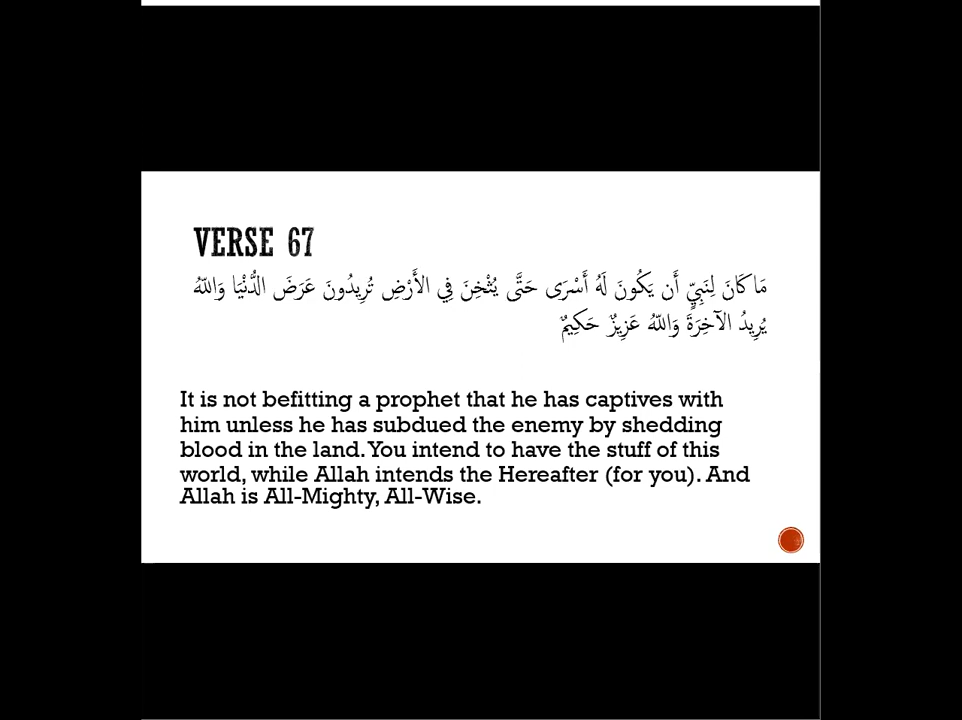 VERSE 67
مَا كَانَ لِنَبِيٍّ أَن يَكُونَ لَهُ أَسْرَى حَتَّى يُثْخِنَ فِي الأَرْضِ تُرِيدُونَ عَرَضَ الدُّنْيَا وَاللّهُ
يُرِيدُ الآخِرَةَ وَاللّهُ عَزِيزٌ حَكِيمٌ
It is not befitting a prophet that he has captives with
him unless he has subdued the enemy by shedding
blood in the land. You intend to have the stuff of this
world, while Allah intends the Hereafter (for you). And
Allah is All-Mighty, All-Wise.